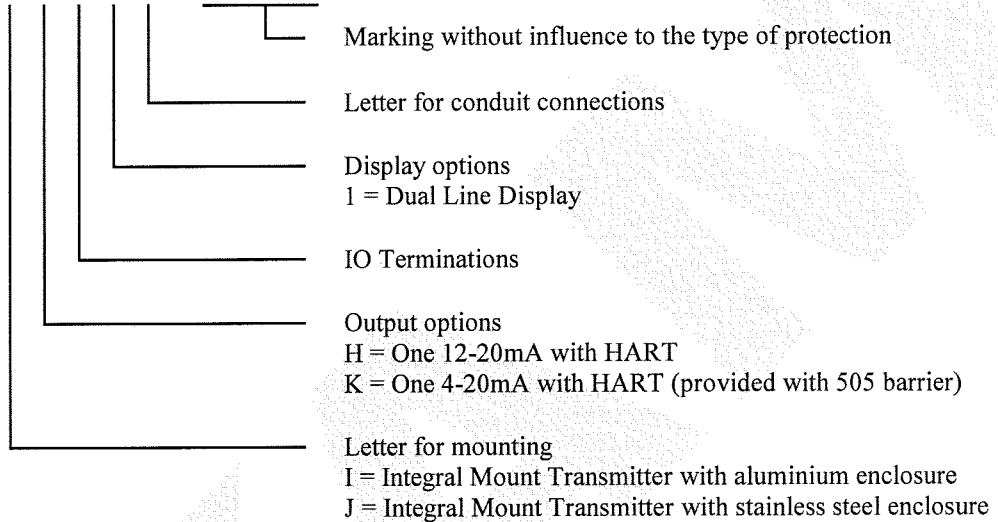 Marking without influence to the type of protection
Letter for conduit connections
Display options
1 = Dual Line Display
IO Terminations
Output options
H = One 12-20mA with HART
K = One 4-20mA with HART (provided with 505 barrier)
Letter for mounting
I = Integral Mount Transmitter with aluminium enclosure
J = Integral Mount Transmitter with stainless steel enclosure